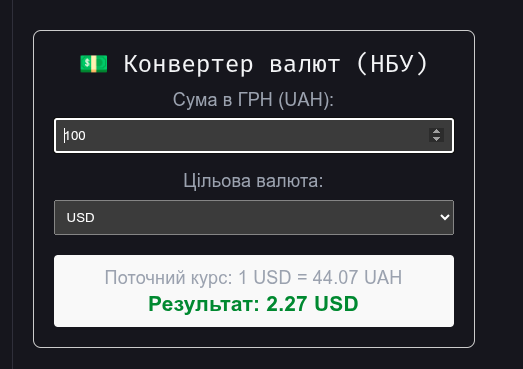 💵 Конвертер валют (НБУ)
Сума в ГРН (UAH):
100
Цільова валюта:
USD
Поточний курс: 1 USD = 44.07 UAH
Результат: 2.27 USD